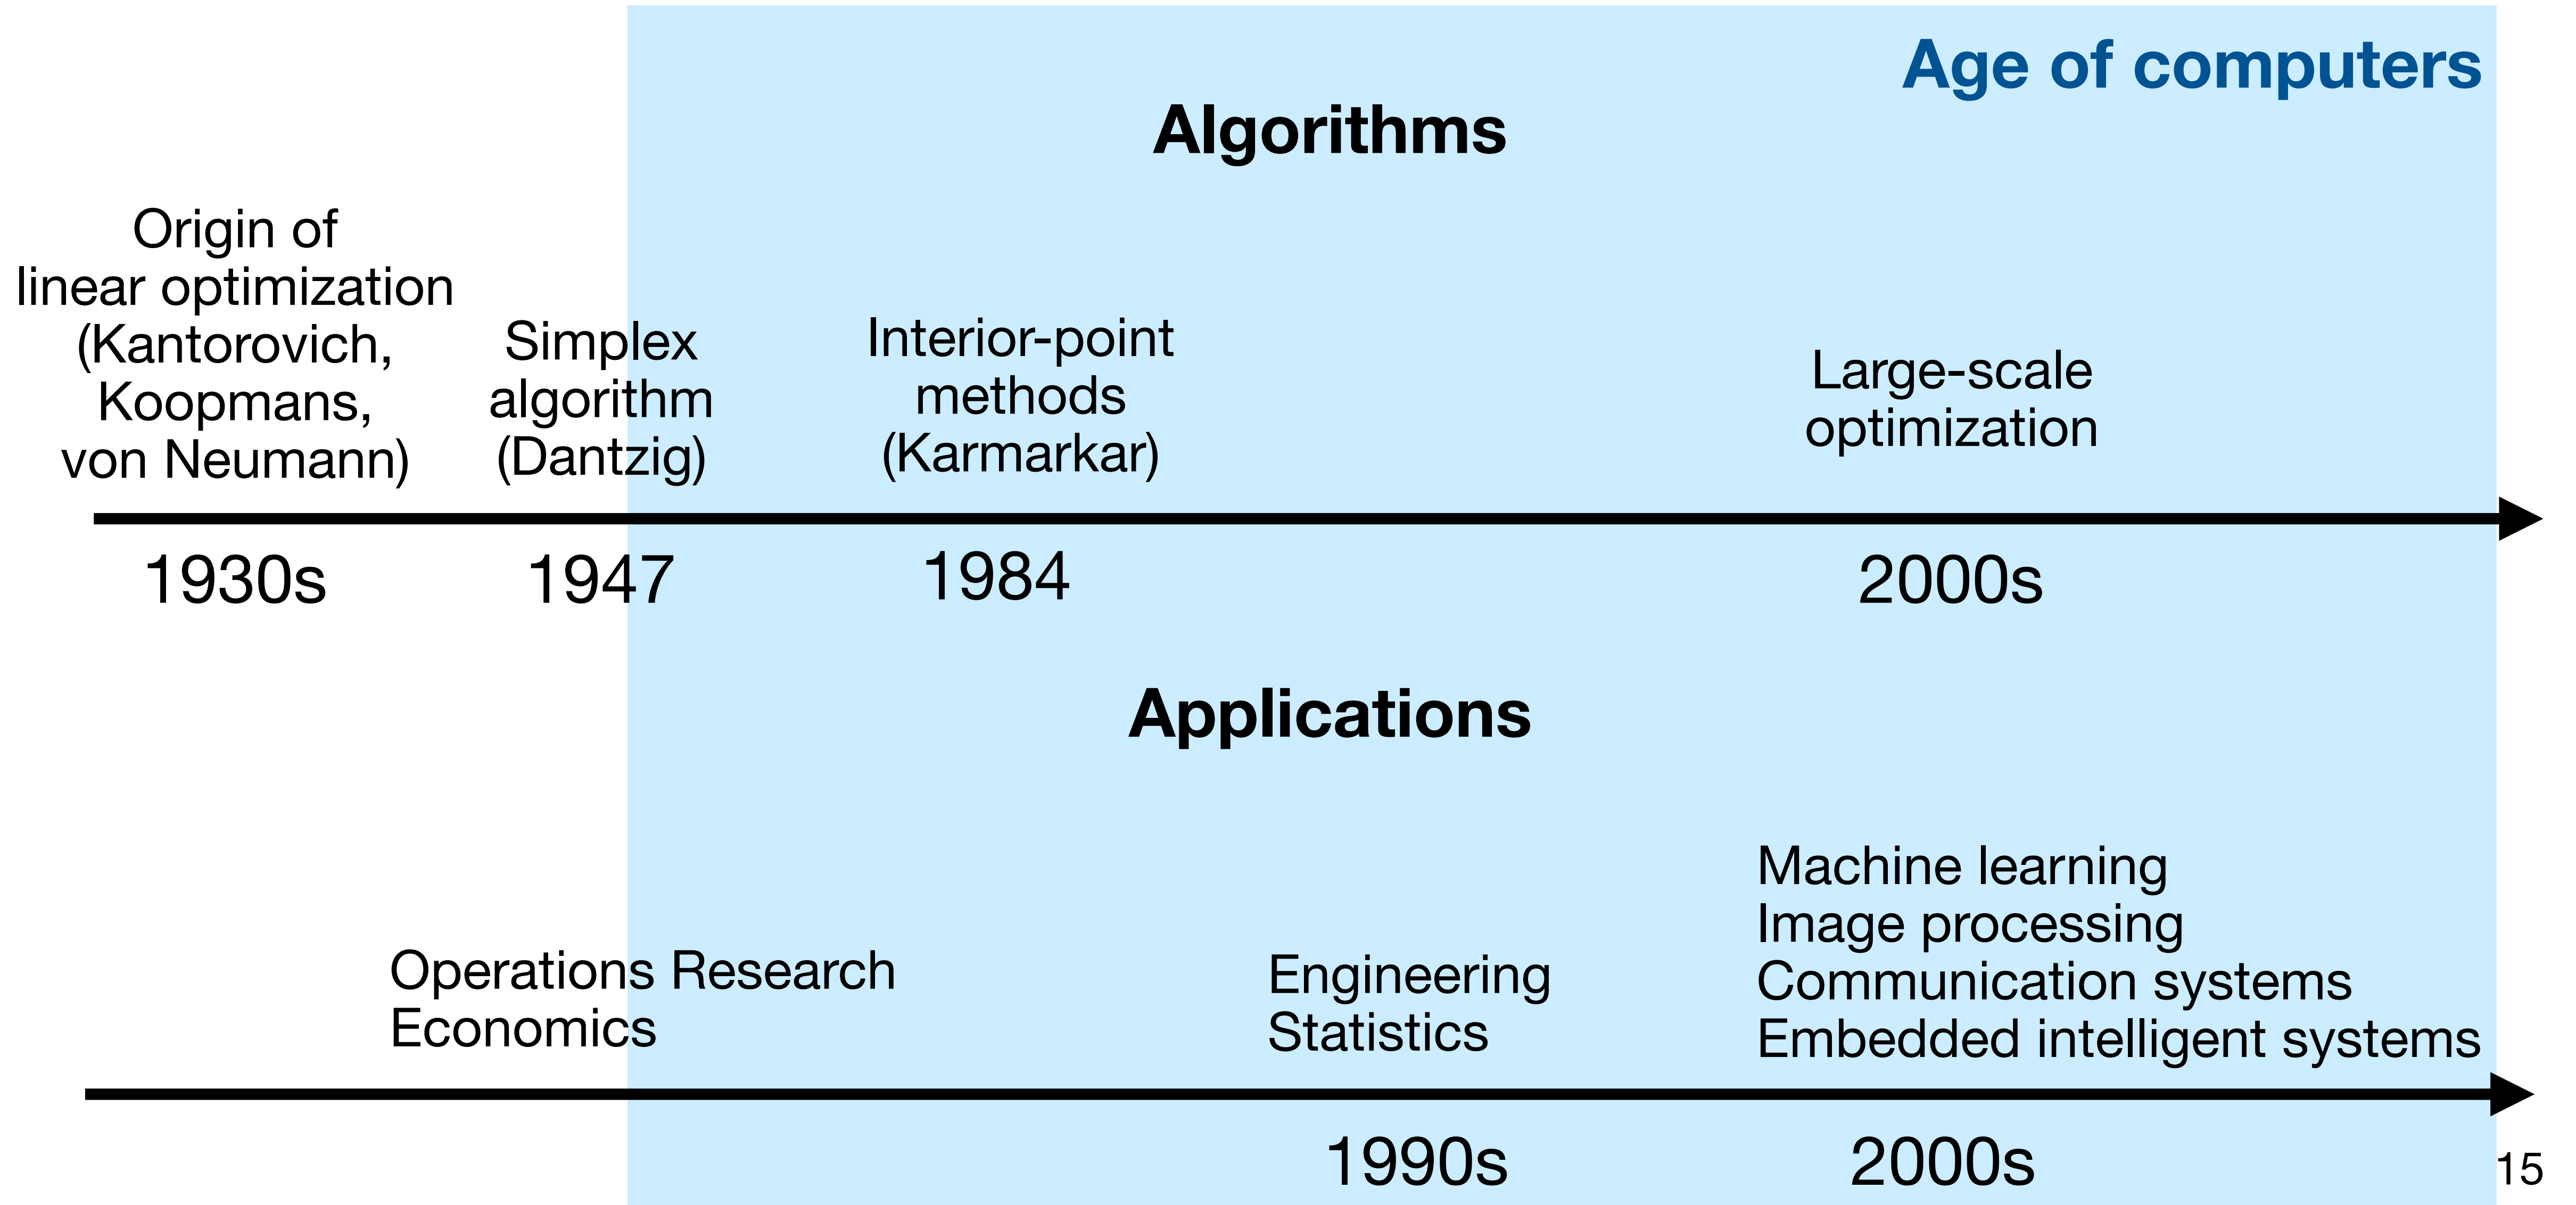 Age of computers
Algorithms
Origin of
linear optimization
(Kantorovich,
Koopmans,
von Neumann)
Simplex
algorithm
(Dantzig)
Interior-point
methods
(Karmarkar)
Large-scale
optimization
1930s
1947
1984
2000s
Applications
Operations Research
Economics
Engineering
Statistics
Machine learning
Image processing
Communication systems
Embedded intelligent systems
1990s
2000s
15